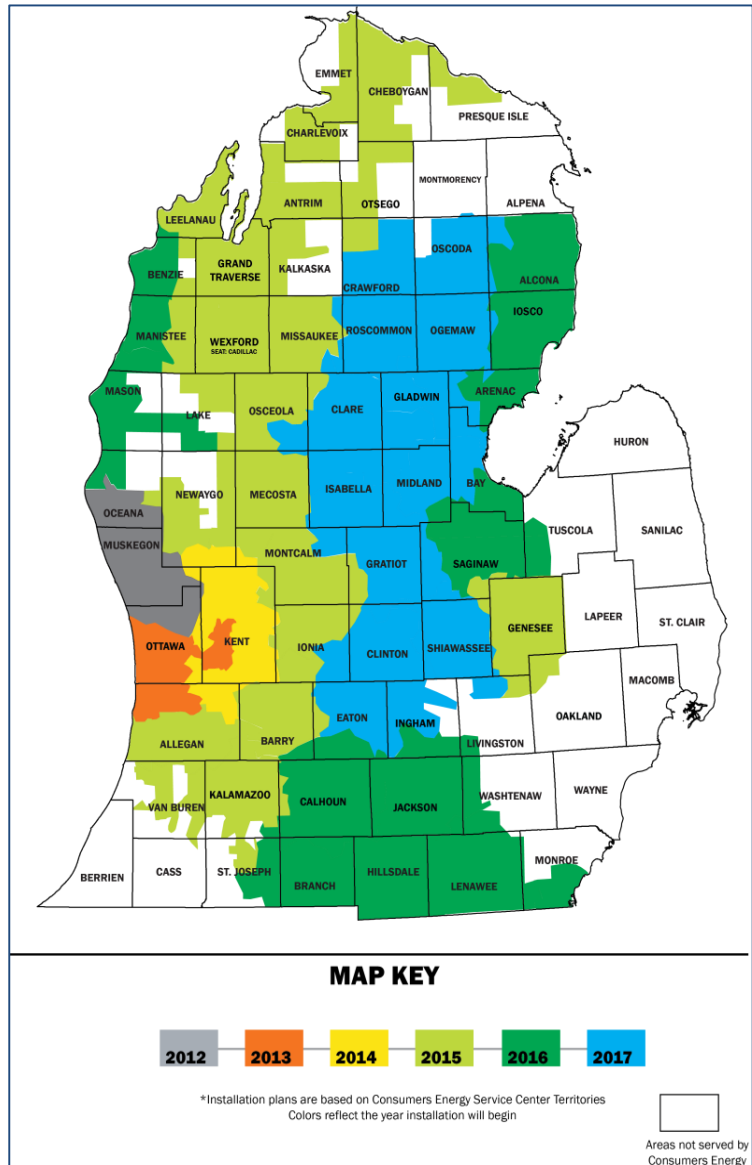 EMMET
CHEBOYGAN
PRESQUE ISLE
CHARLEVOIX
MONTMORENCY
ANTRIM
OTSEGO
ALPENA
LEELANAU
OSCODA
GRAND
TRAVERSE
BENZIE
KALKASKA
CRAWFORD
ALCONA
IOSCO
MANISTEE
WEXFORD
SEAT: CADILLAC
MISSAUKEE
ROSCOMMON
OGEMAW
MASON
LAKE
OSCEOLA
CLARE
GLADWIN
ARENAC
HURON
OCEANA
NEWAYGO
MECOSTA
ISABELLA
MIDLAND
BAY
TUSCOLA
SANILAC
MUSKEGON
MONTCALM
GRATIOT
SAGINAW
OTTAWA
KENT
IONIA
CLINTON
SHIAWASSEE
GENESEE
LAPEER
ST. CLAIR
MACOMB
ALLEGAN
BARRY
EATON
INGHAM
LIVINGSTON
OAKLAND
VAN BUREN
KALAMAZOO
CALHOUN
JACKSON
WASHTENAW
WAYNE
BERRIEN
CASS
ST. JOSEPH
BRANCH
HILLSDALE
LENAWEE
MONROE
MAP KEY
2012
2013
2014
2015
2016
2017
*Installation plans are based on Consumers Energy Service Center Territories
Colors reflect the year installation will begin
Areas not served by
Consumers Energy